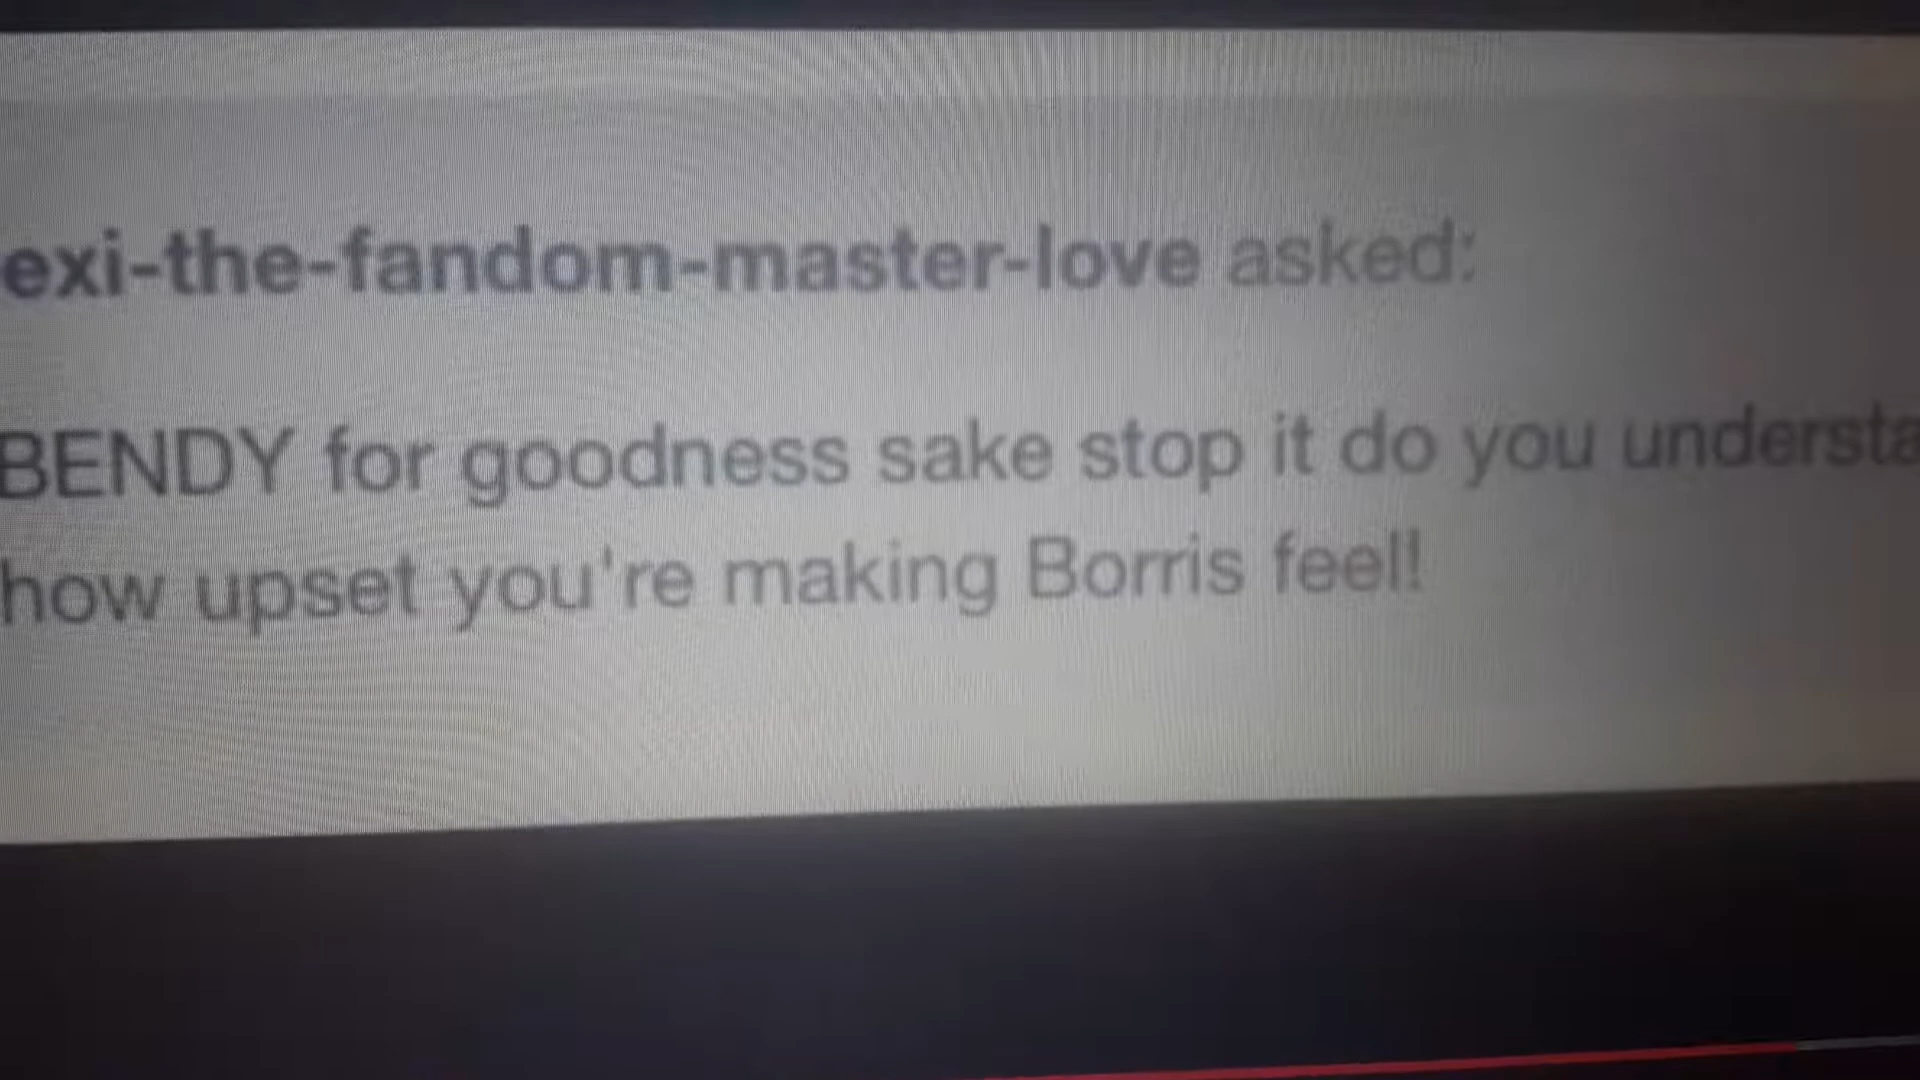 exi-the-fandom-master-love asked:
BENDY for goodness sake stop it do you understa
how upset you're making Borris feel!